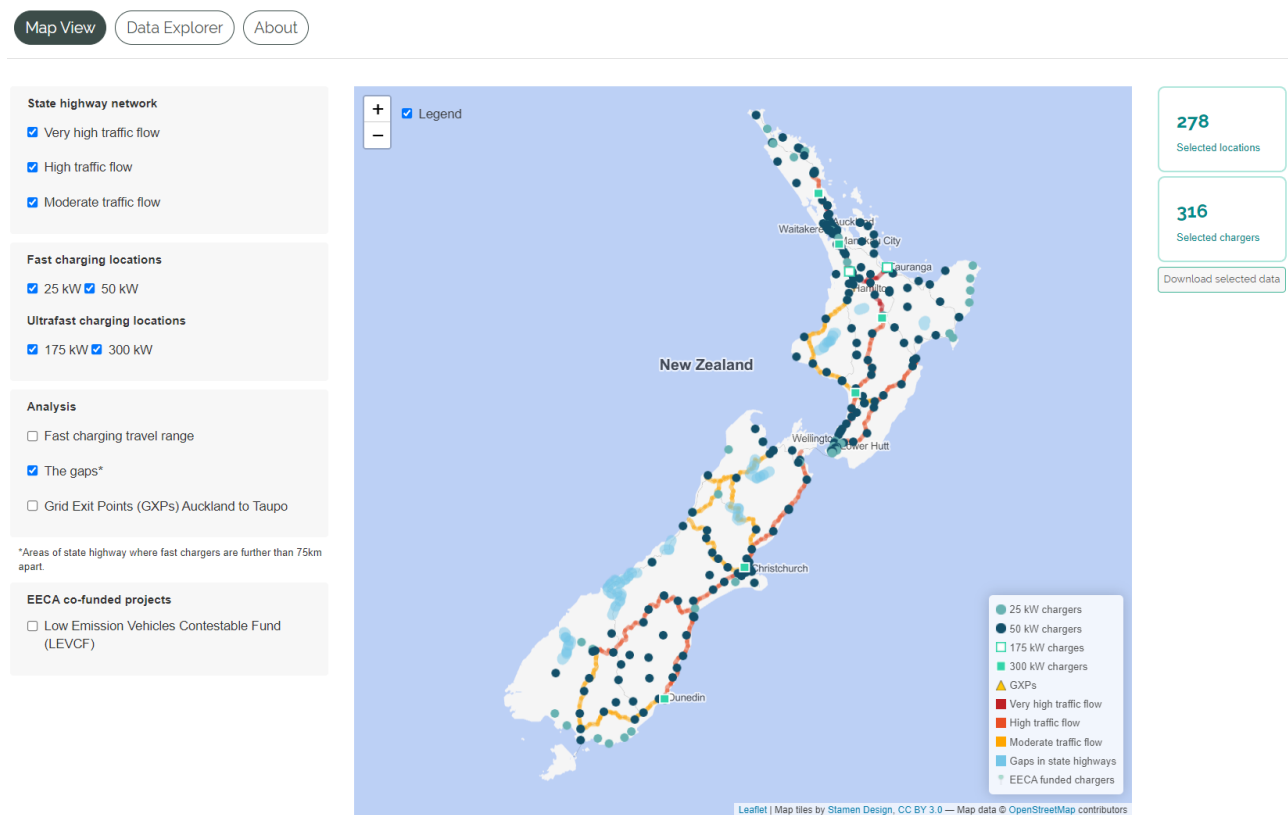 Map View
Data Explorer
About
State highway network
Very high traffic flow
High traffic flow
Moderate traffic flow
Fast charging locations
25 kW
50 kW
Ultrafast charging locations
175 kW
300 kW
Analysis
Fast charging travel range
The gaps*
Grid Exit Points (GXPs) Auckland to Taupo
*Areas of state highway where fast chargers are further than 75km
apart.
EECA co-funded projects
Low Emission Vehicles Contestable Fund
(LEVCF)
+
−
Legend
Auckland
Waitakere
Manukau City
Tauranga
Hamilton
New Zealand
Wellington
Lower Hutt
Christchurch
Dunedin
25 kW chargers
50 kW chargers
175 kW charges
300 kW chargers
GXPs
Very high traffic flow
High traffic flow
Moderate traffic flow
Gaps in state highways
EECA funded chargers
Leaflet | Map tiles by Stamen Design, CC BY 3.0 — Map data © OpenStreetMap contributors
278
Selected locations
316
Selected chargers
Download selected data